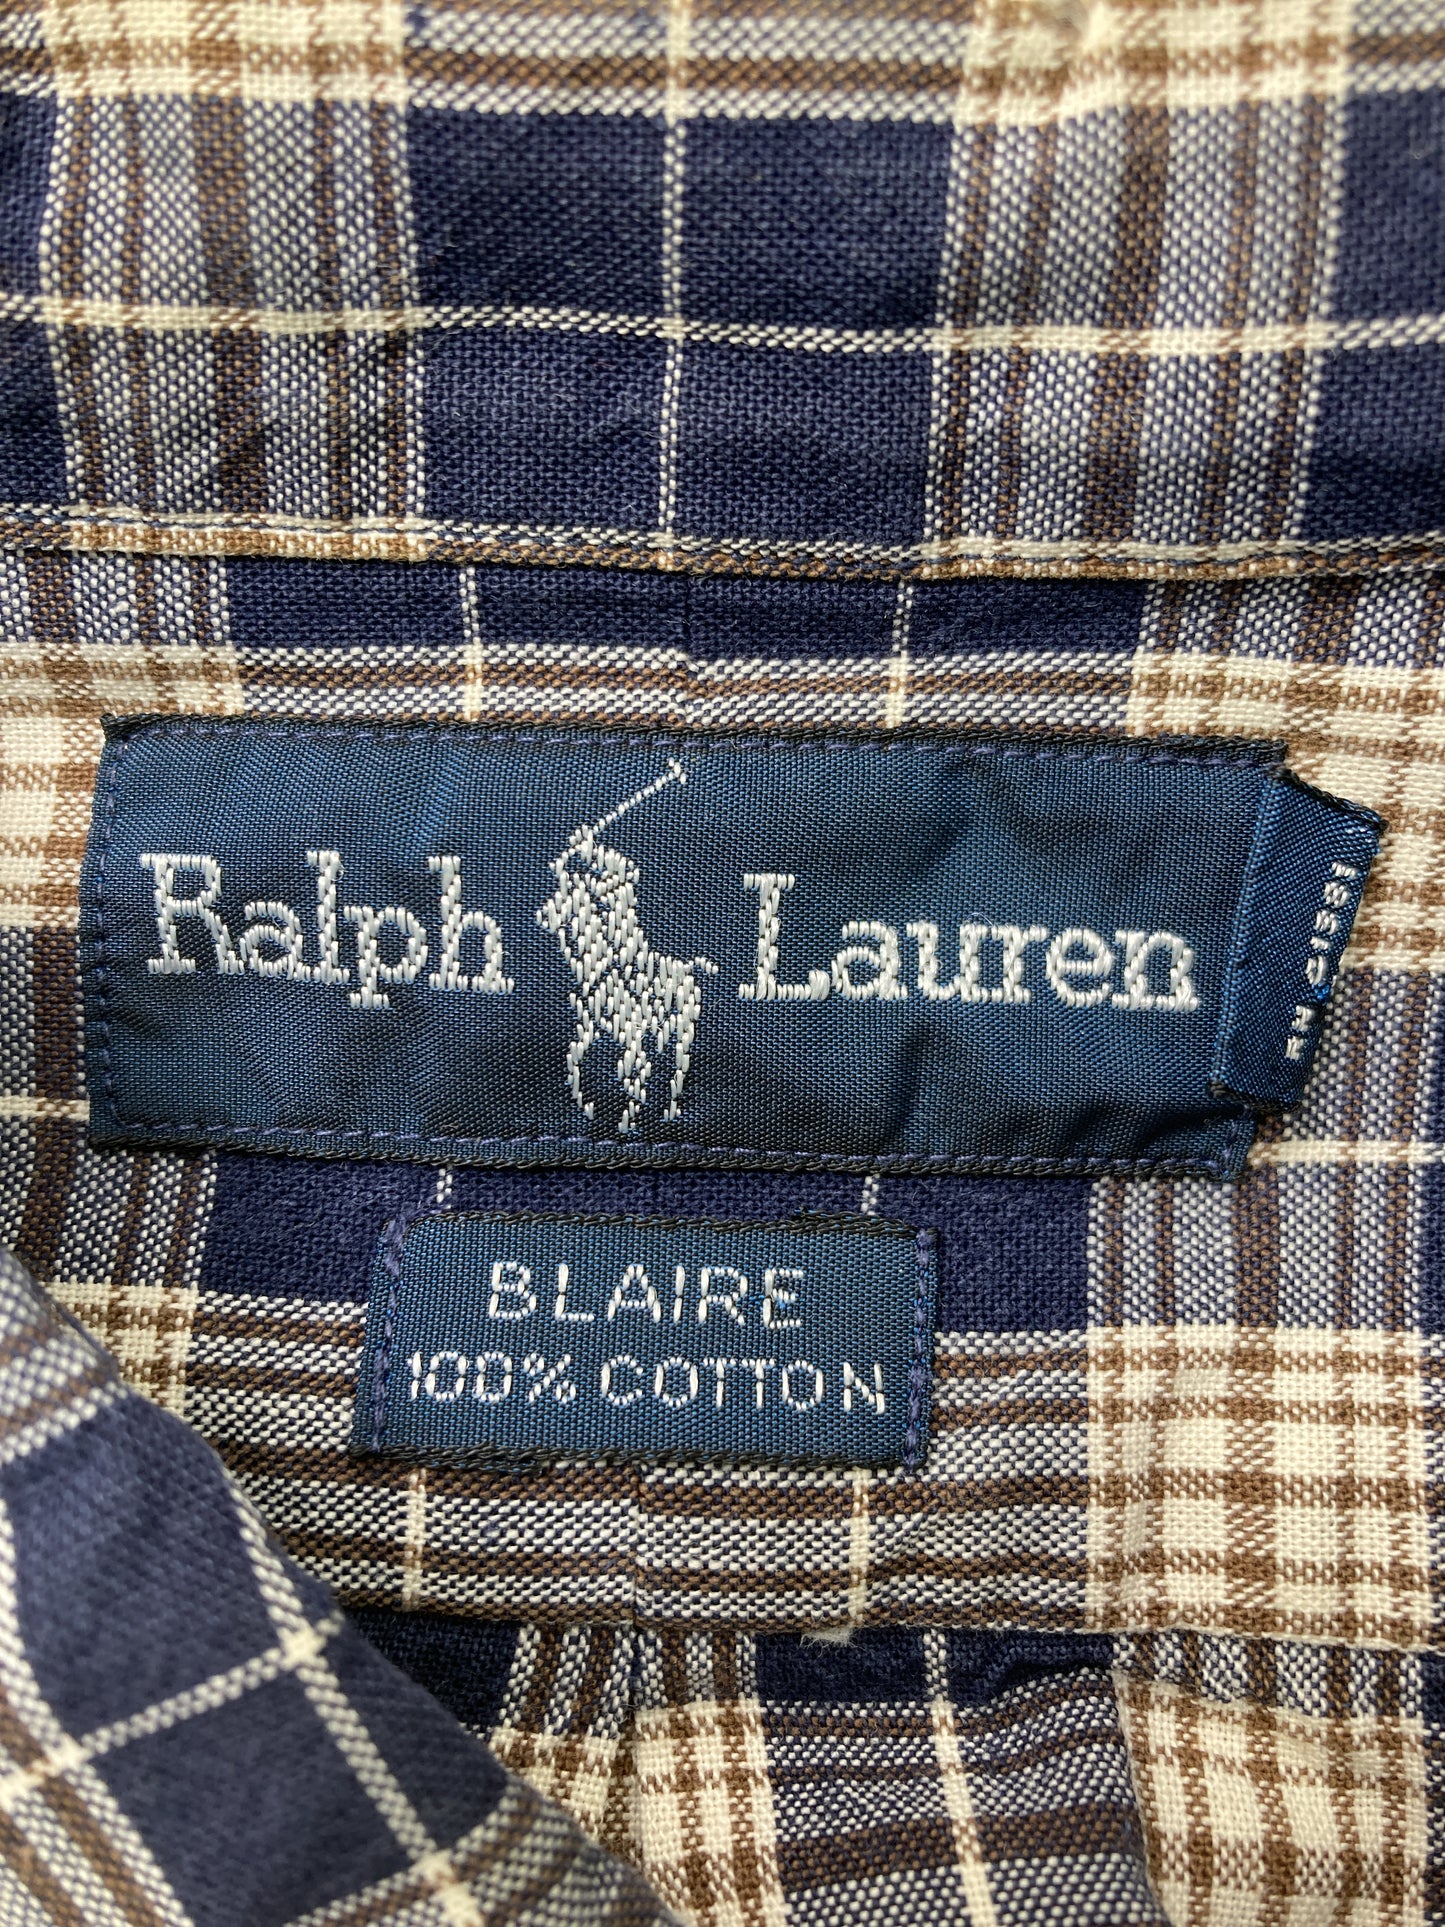 Ralph Lauren
BLAIRE
100% COTTON